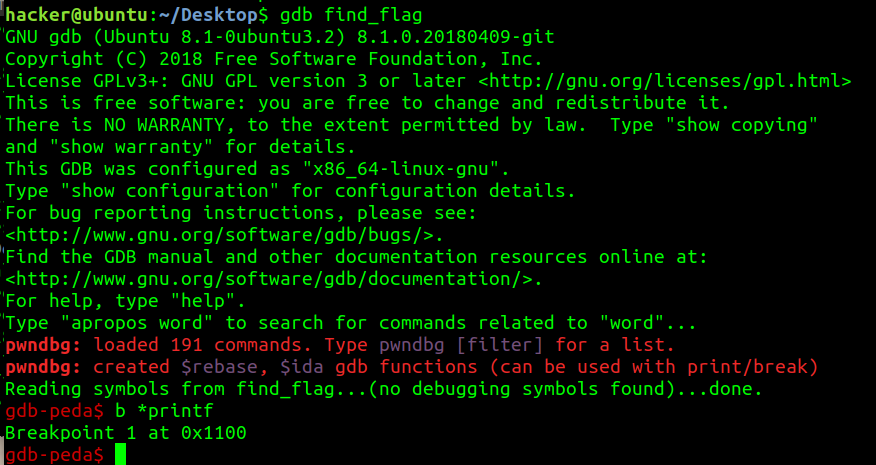 hacker@ubuntu:~/Desktop$ gdb find_flag
GNU gdb (Ubuntu 8.1-0ubuntu3.2) 8.1.0.20180409-git
Copyright (C) 2018 Free Software Foundation, Inc.
License GPLv3+: GNU GPL version 3 or later <http://gnu.org/licenses/gpl.html>
This is free software: you are free to change and redistribute it.
There is NO WARRANTY, to the extent permitted by law.  Type "show copying"
and "show warranty" for details.
This GDB was configured as "x86_64-linux-gnu".
Type "show configuration" for configuration details.
For bug reporting instructions, please see:
<http://www.gnu.org/software/gdb/bugs/>.
Find the GDB manual and other documentation resources online at:
<http://www.gnu.org/software/gdb/documentation/>.
For help, type "help".
Type "apropos word" to search for commands related to "word"...
pwndbg: loaded 191 commands. Type pwndbg [filter] for a list.
pwndbg: created $rebase, $ida gdb functions (can be used with print/break)
Reading symbols from find_flag...(no debugging symbols found)...done.
gdb-peda$ b *printf
Breakpoint 1 at 0x1100
gdb-peda$